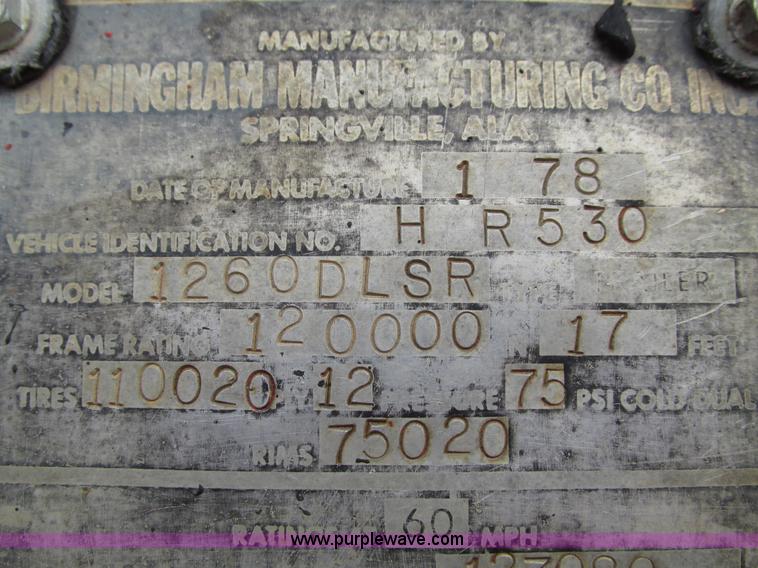 MANUFACTURED BY
BIRMINGHAM MANUFACTURING CO. INC.
SPRINGVILLE, ALA.
DATE OF MANUFACTURE 1 78
VEHICLE IDENTIFICATION NO. H R530
MODEL 1260DLSR
FRAME RATING 120000 17 FEET
TIRES 110020 PLY 12 PRESSURE 75 PSI COLD DUAL
RIMS 75020
60 MPH
www.purplewave.com